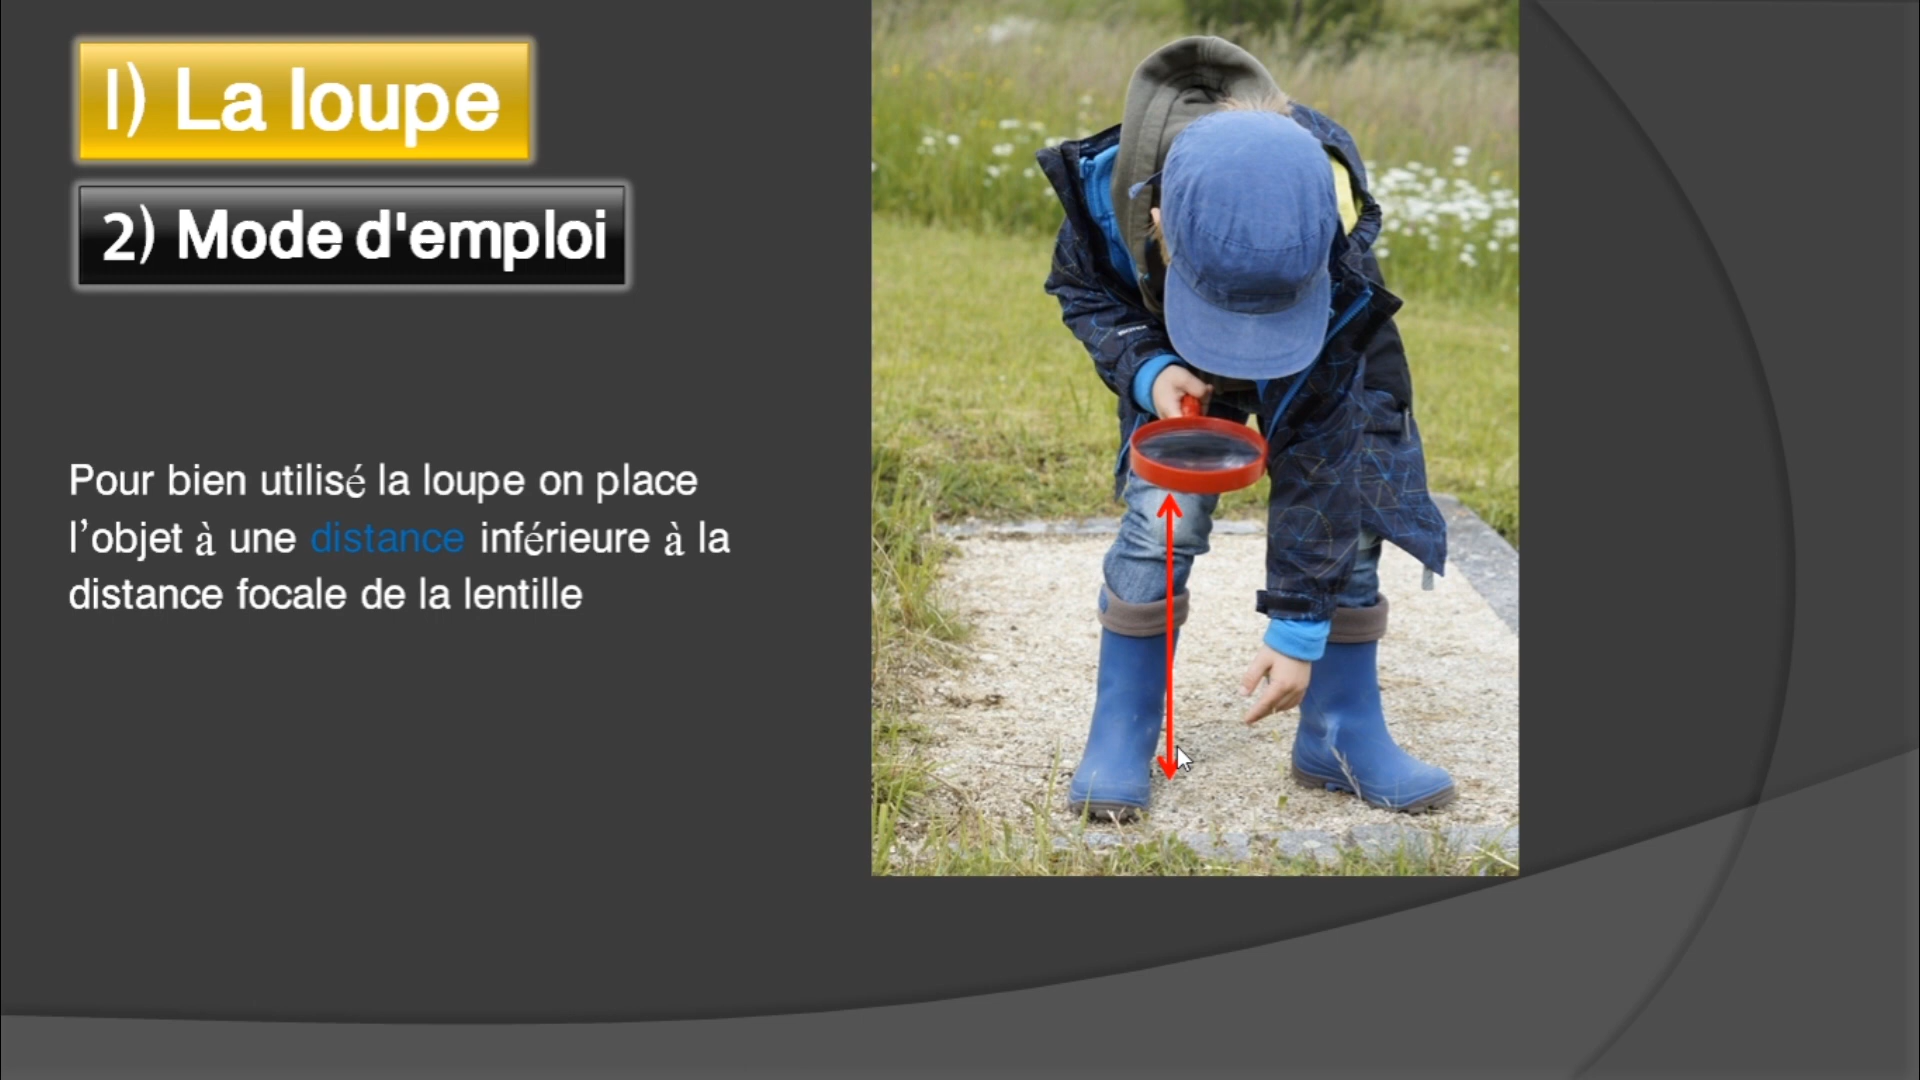 I) La loupe
2) Mode d'emploi
Pour bien utilisé la loupe on place
l’objet à une distance inférieure à la
distance focale de la lentille